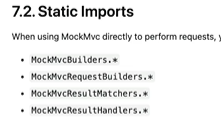 7.2. Static Imports
When using MockMvc directly to perform requests,
• MockMvcBuilders.*
• MockMvcRequestBuilders.*
• MockMvcResultMatchers.*
• MockMvcResultHandlers.*